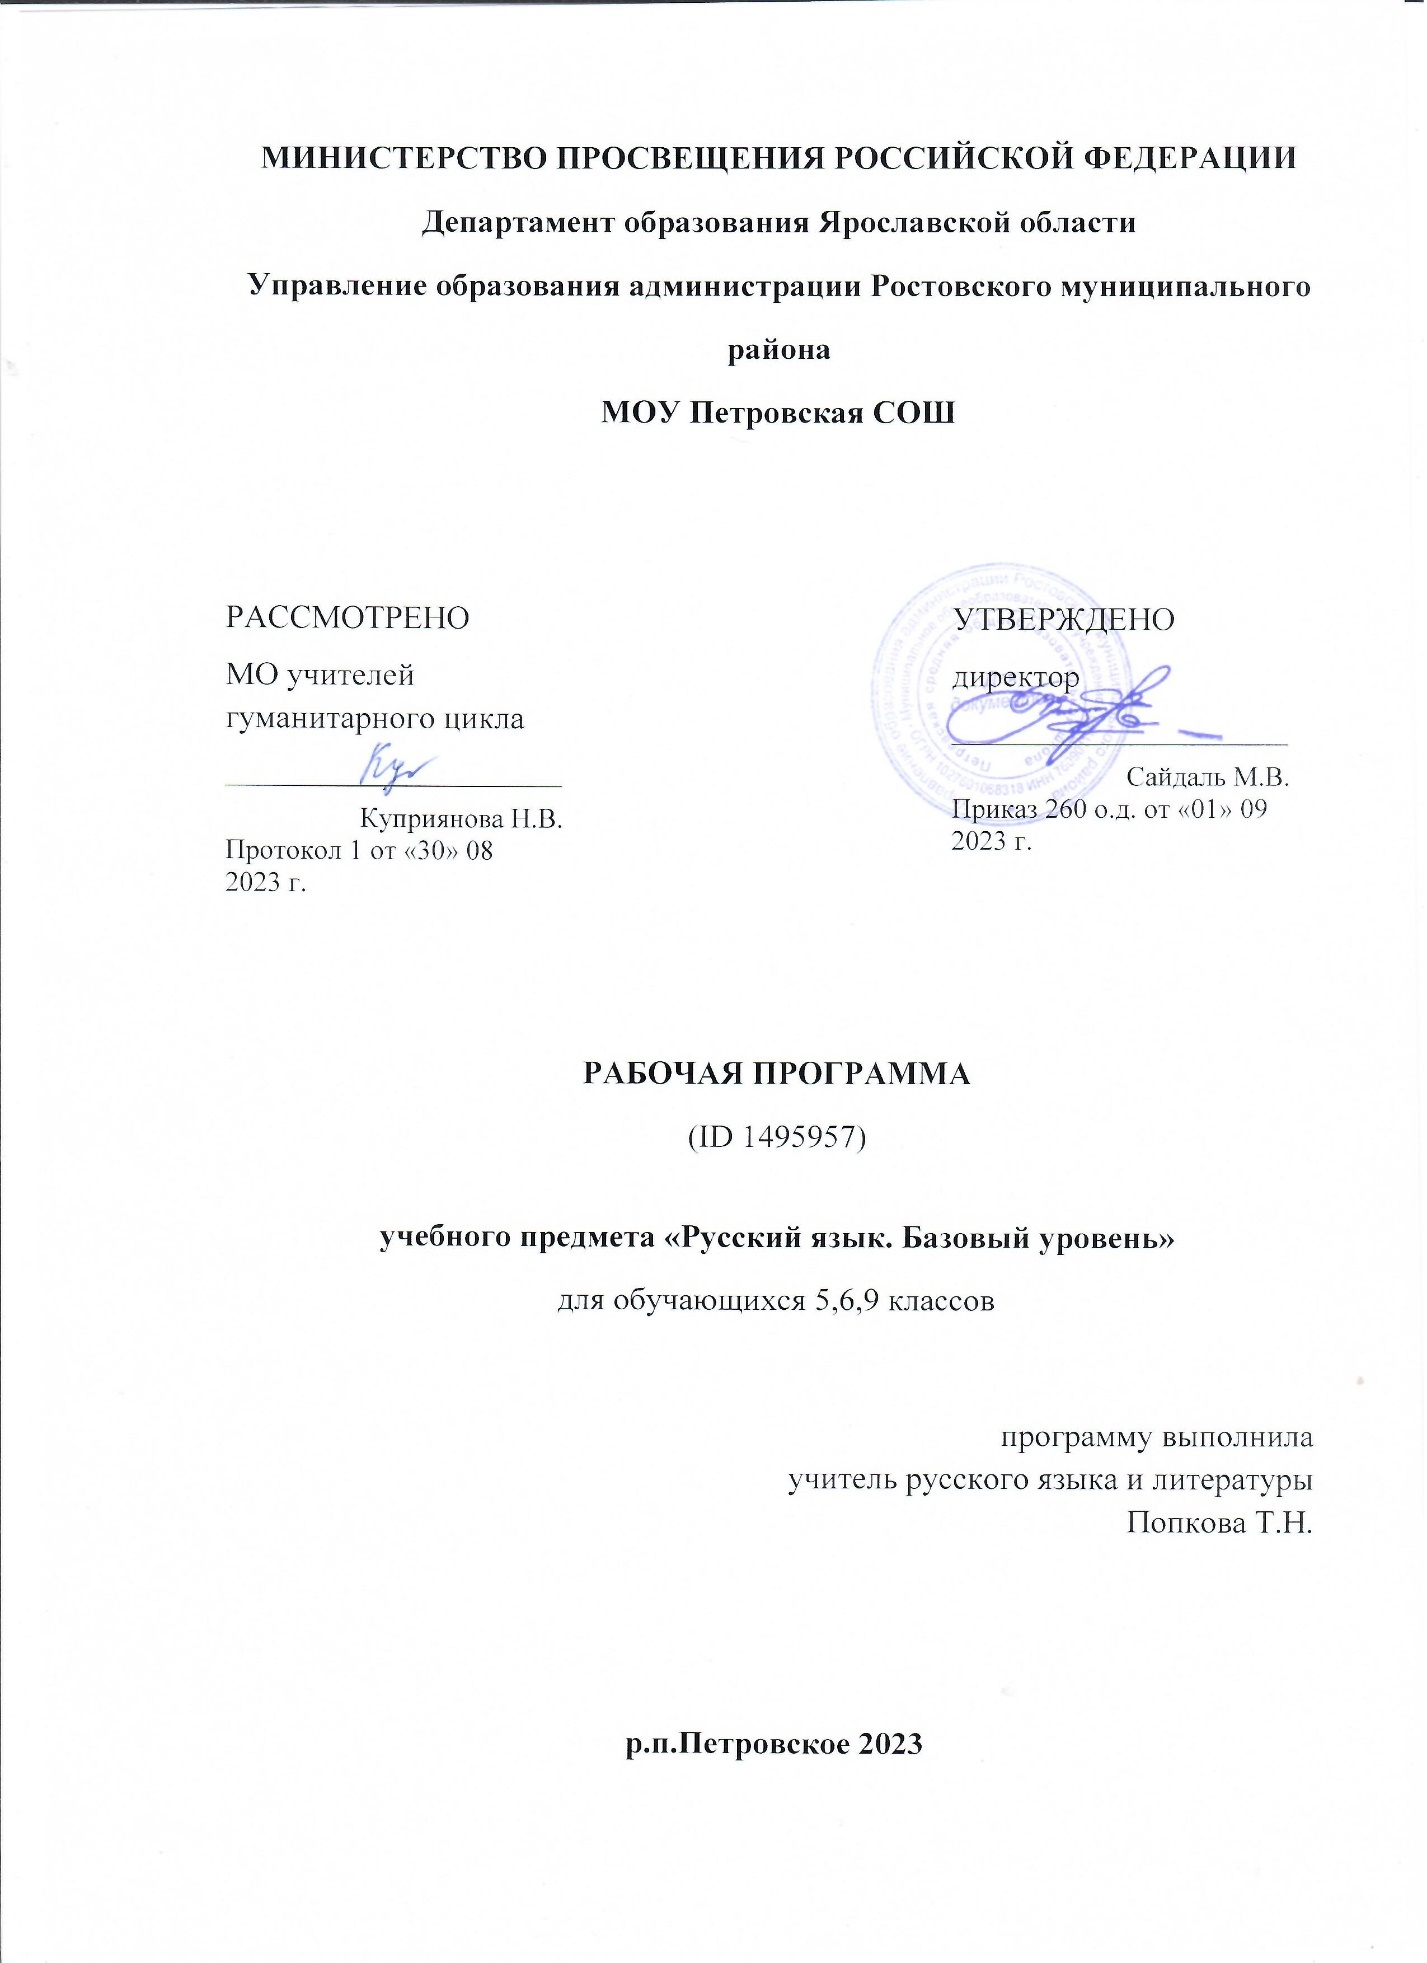 МИНИСТЕРСТВО ПРОСВЕЩЕНИЯ РОССИЙСКОЙ ФЕДЕРАЦИИ
Департамент образования Ярославской области
Управление образования администрации Ростовского муниципального
района
МОУ Петровская СОШ
РАССМОТРЕНО
МО учителей
гуманитарного цикла
Куприянова Н.В.
Протокол 1 от «30» 08
2023 г.
УТВЕРЖДЕНО
директор
Сайдаль М.В.
Приказ 260 о.д. от «01» 09
2023 г.
РАБОЧАЯ ПРОГРАММА
(ID 1495957)
учебного предмета «Русский язык. Базовый уровень»
для обучающихся 5,6,9 классов
программу выполнила
учитель русского языка и литературы
Попкова Т.Н.
р.п.Петровское 2023